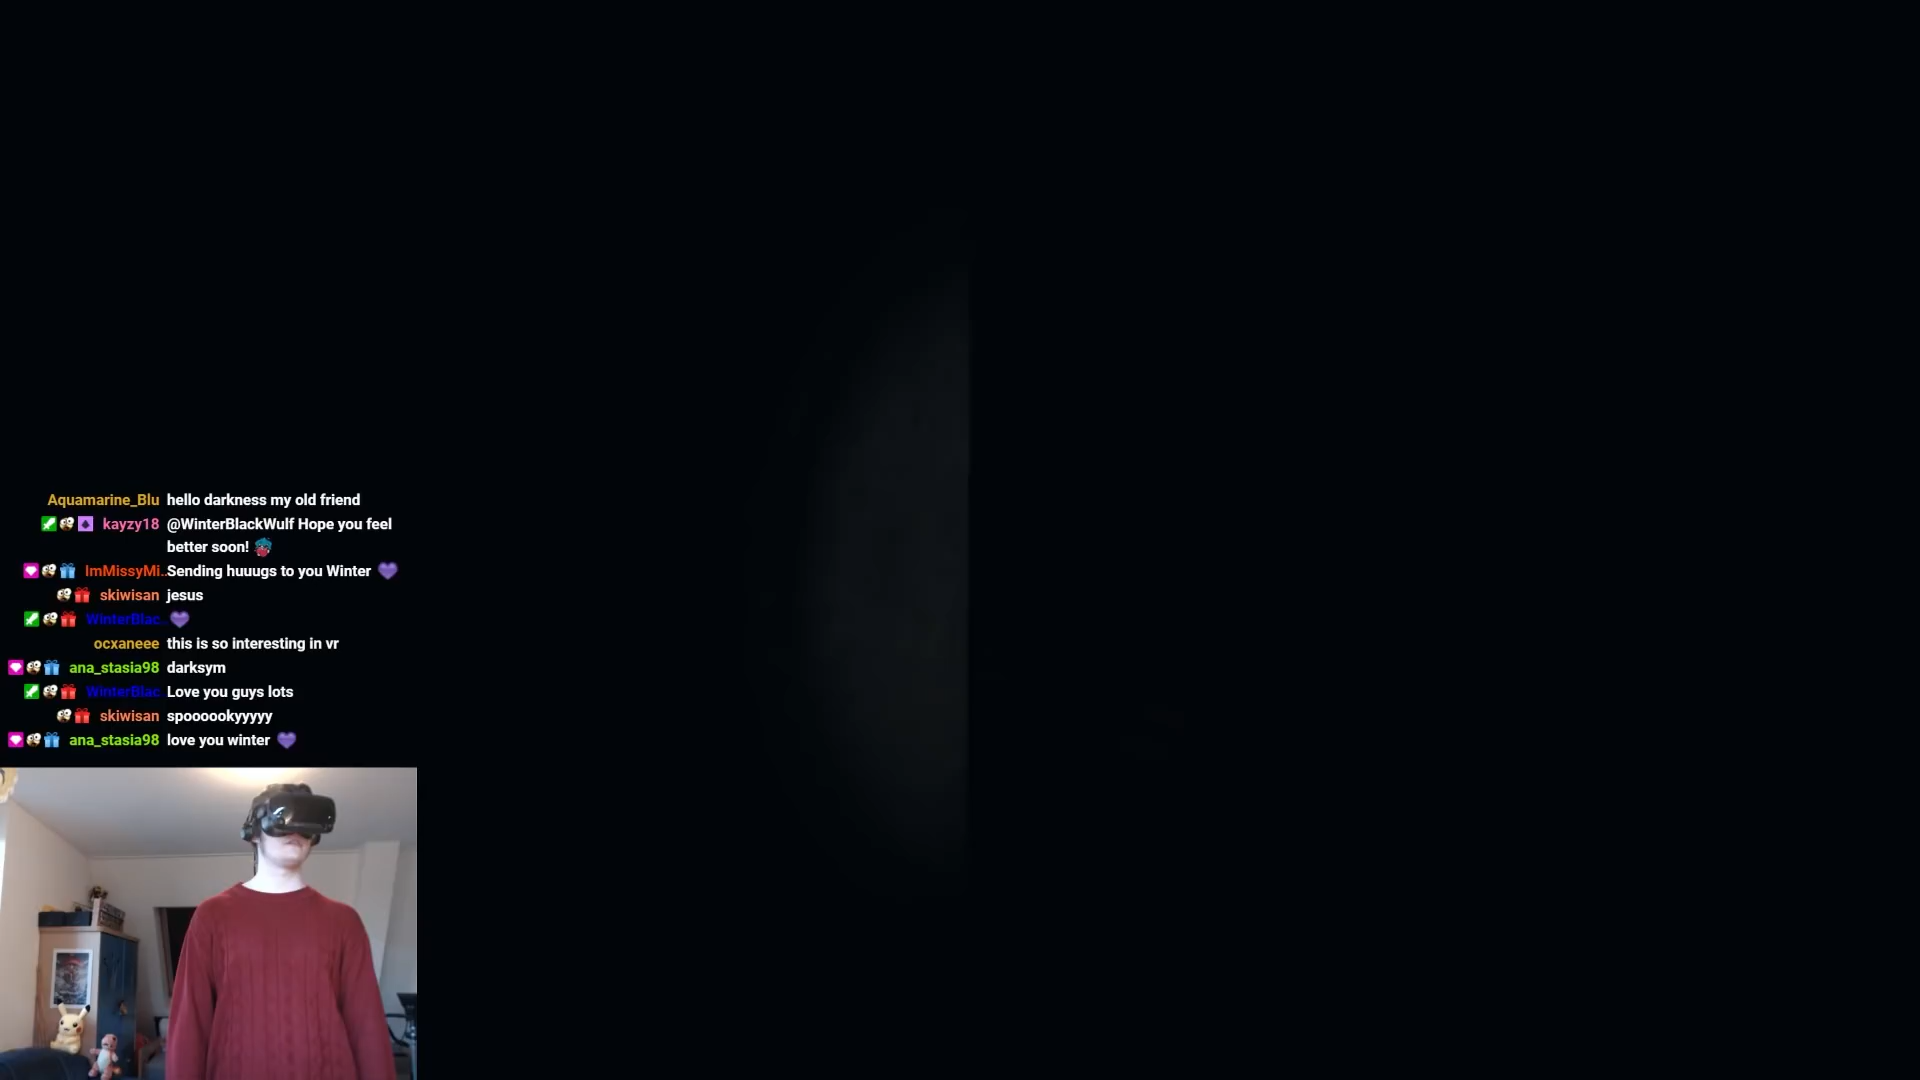 Aquamarine_Blu hello darkness my old friend
kayzy18 @WinterBlackWulf Hope you feel
better soon!
ImMissyMi.. Sending huuugs to you Winter
skiwisan jesus
WinterBlac..
ocxaneee this is so interesting in vr
ana_stasia98 darksym
WinterBlac.. Love you guys lots
skiwisan spoooookyyyyy
ana_stasia98 love you winter